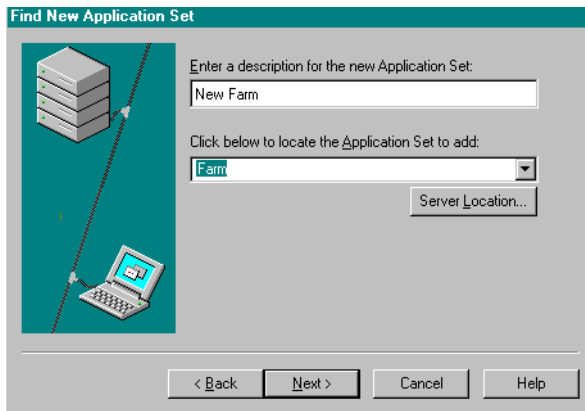 Find New Application Set
Enter a description for the new Application Set:
New Farm
Click below to locate the Application Set to add:
Farm
Server Location...
< Back
Next >
Cancel
Help